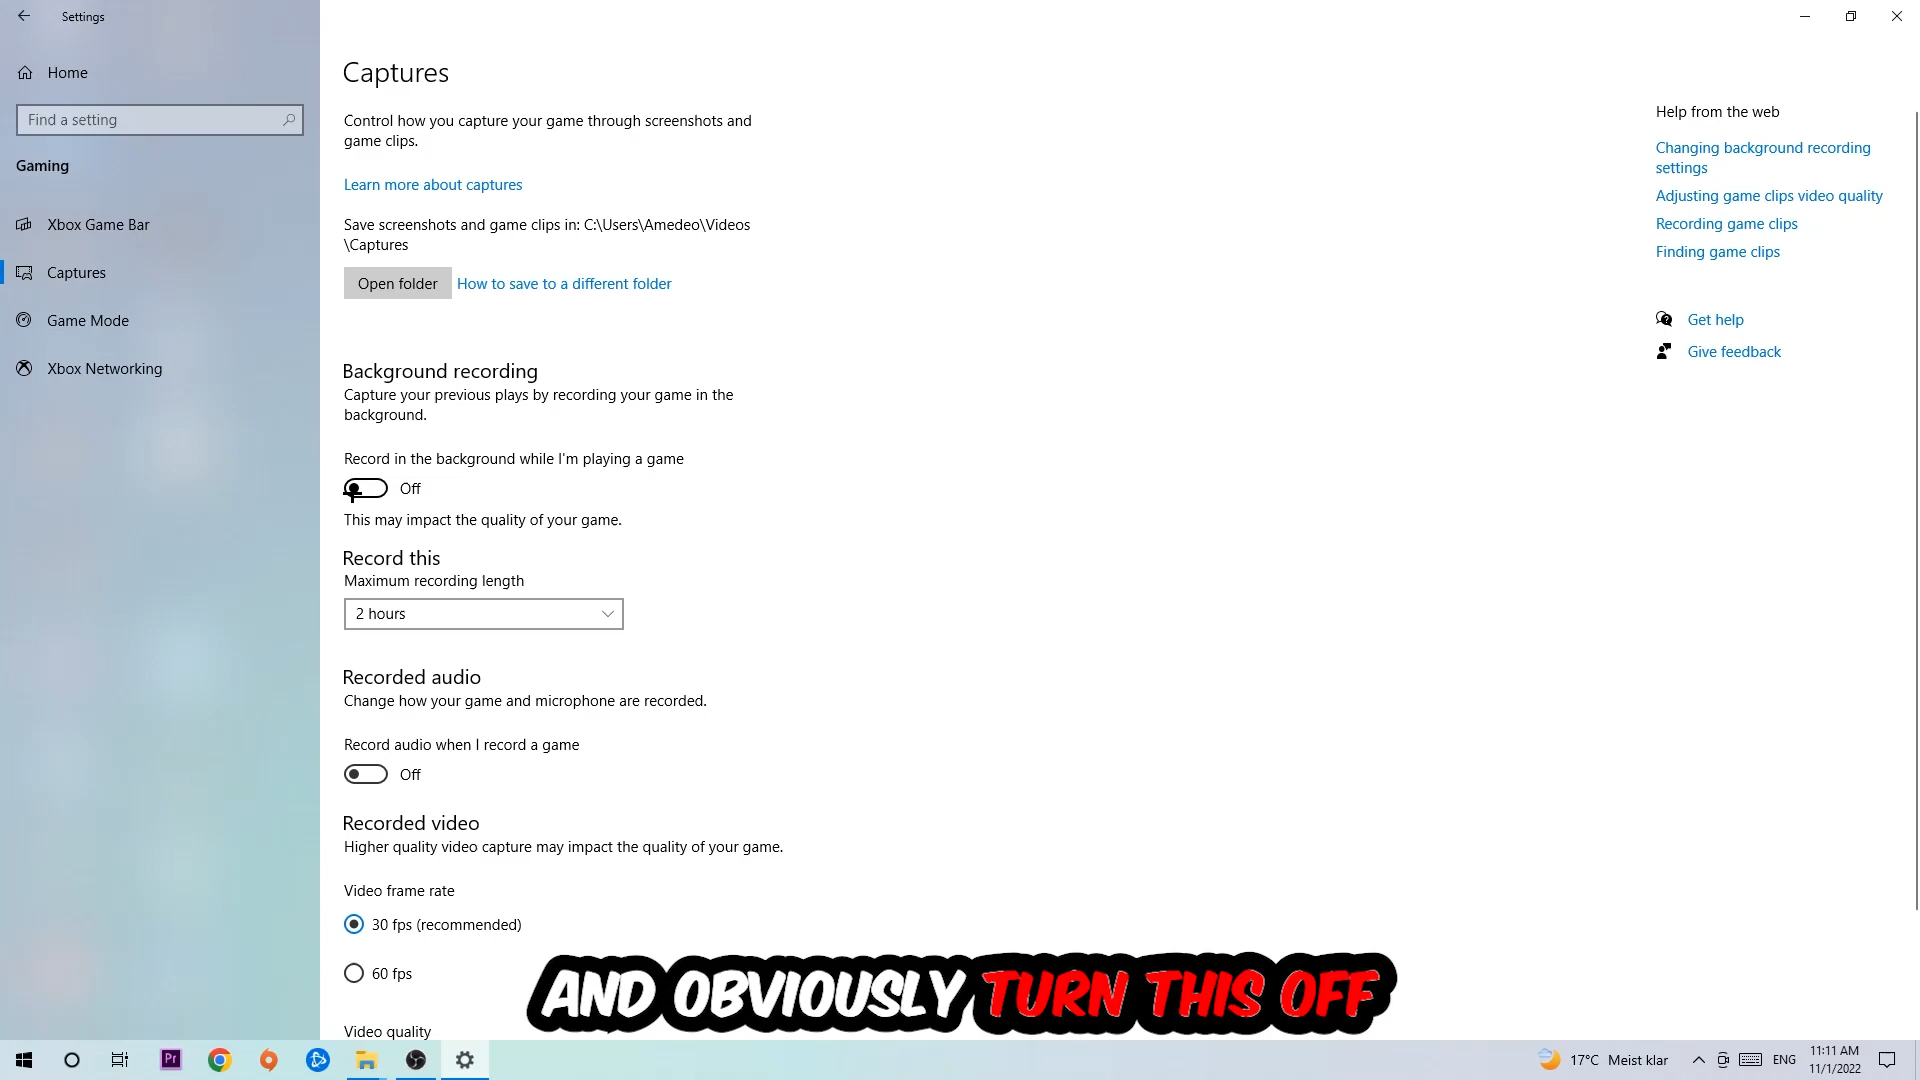 Settings
Home
Find a setting
Gaming
Xbox Game Bar
Captures
Game Mode
Xbox Networking
Captures
Control how you capture your game through screenshots and
game clips.
Learn more about captures
Save screenshots and game clips in: C:\Users\Amedeo\Videos
\Captures
Open folder
How to save to a different folder
Background recording
Capture your previous plays by recording your game in the
background.
Record in the background while I'm playing a game
Off
This may impact the quality of your game.
Record this
Maximum recording length
2 hours
Recorded audio
Change how your game and microphone are recorded.
Record audio when I record a game
Off
Recorded video
Higher quality video capture may impact the quality of your game.
Video frame rate
30 fps (recommended)
60 fps
Video quality
Help from the web
Changing background recording
settings
Adjusting game clips video quality
Recording game clips
Finding game clips
Get help
Give feedback
AND OBVIOUSLY TURN THIS OFF
Pr
17°C Meist klar
ENG
11:11 AM
11/1/2022